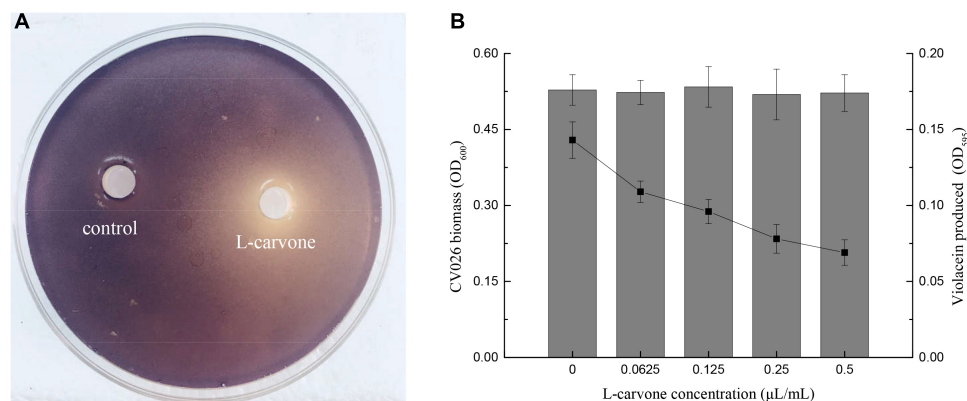 A
control
L-carvone
B
0.60
0.45
0.30
0.15
0.00
CV026 biomass (OD600)
0.20
0.15
0.10
0.05
0.00
Violacein produced (OD595)
0 0.0625 0.125 0.25 0.5
L-carvone concentration (μL/mL)